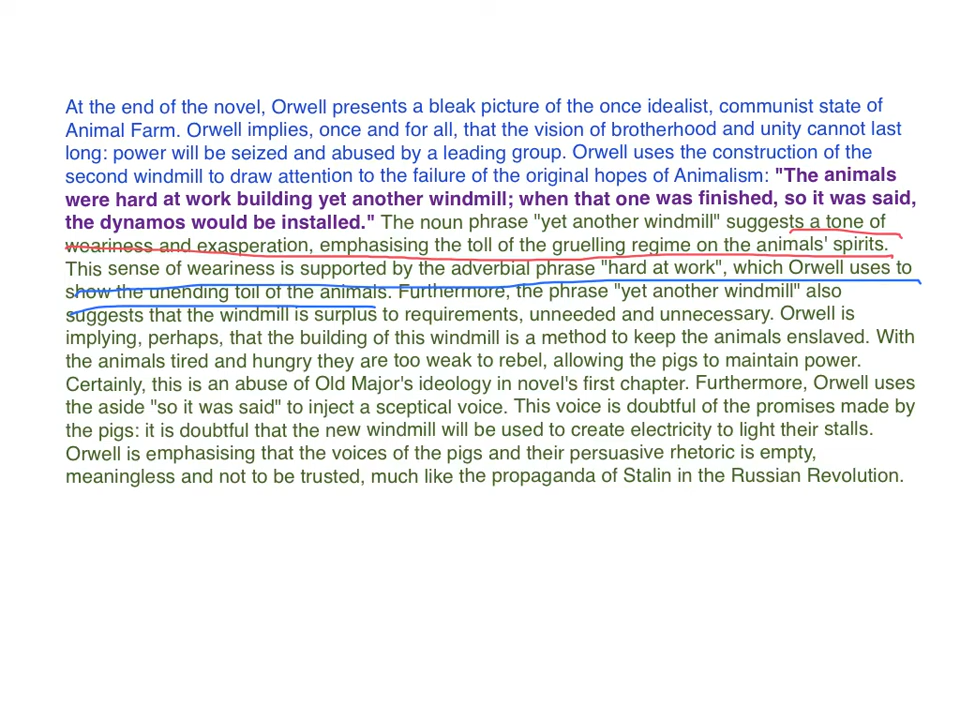 At the end of the novel, Orwell presents a bleak picture of the once idealist, communist state of
Animal Farm. Orwell implies, once and for all, that the vision of brotherhood and unity cannot last
long: power will be seized and abused by a leading group. Orwell uses the construction of the
second windmill to draw attention to the failure of the original hopes of Animalism: "The animals
were hard at work building yet another windmill; when that one was finished, so it was said,
the dynamos would be installed." The noun phrase "yet another windmill" suggests a tone of
weariness and exasperation, emphasising the toll of the gruelling regime on the animals' spirits.
This sense of weariness is supported by the adverbial phrase "hard at work", which Orwell uses to
show the unending toil of the animals. Furthermore, the phrase "yet another windmill" also
suggests that the windmill is surplus to requirements, unneeded and unnecessary. Orwell is
implying, perhaps, that the building of this windmill is a method to keep the animals enslaved. With
the animals tired and hungry they are too weak to rebel, allowing the pigs to maintain power.
Certainly, this is an abuse of Old Major's ideology in novel's first chapter. Furthermore, Orwell uses
the aside "so it was said" to inject a sceptical voice. This voice is doubtful of the promises made by
the pigs: it is doubtful that the new windmill will be used to create electricity to light their stalls.
Orwell is emphasising that the voices of the pigs and their persuasive rhetoric is empty,
meaningless and not to be trusted, much like the propaganda of Stalin in the Russian Revolution.